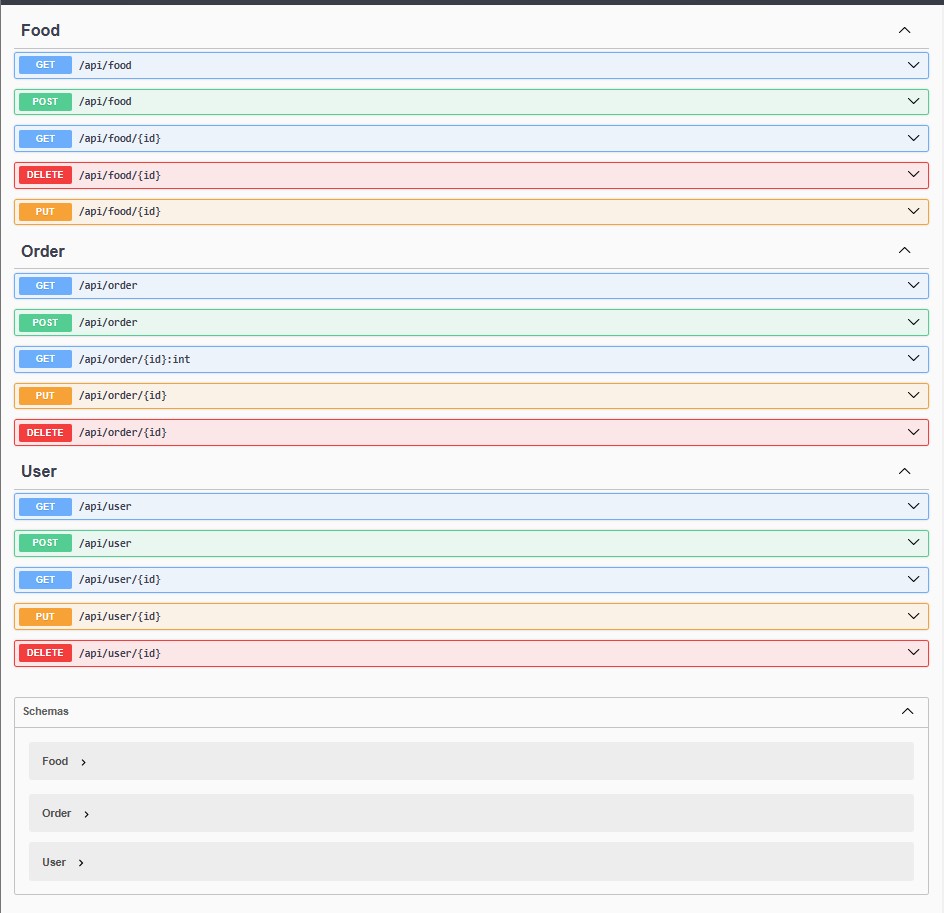 Food
GET /api/food
POST /api/food
GET /api/food/{id}
DELETE /api/food/{id}
PUT /api/food/{id}
Order
GET /api/order
POST /api/order
GET /api/order/{id}:int
PUT /api/order/{id}
DELETE /api/order/{id}
User
GET /api/user
POST /api/user
GET /api/user/{id}
PUT /api/user/{id}
DELETE /api/user/{id}
Schemas
Food
Order
User